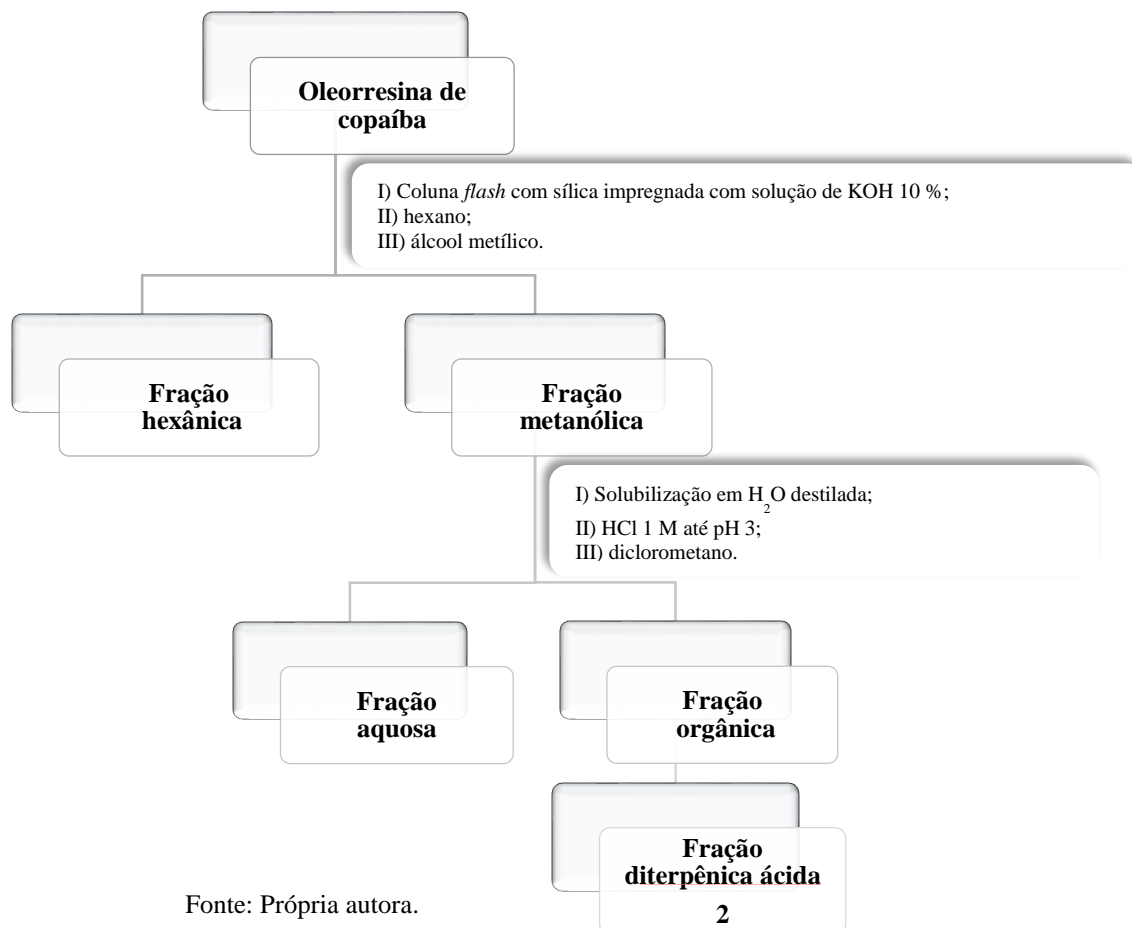 Oleorresina de
copaíba
I) Coluna flash com sílica impregnada com solução de KOH 10 %;
II) hexano;
III) álcool metílico.
Fração
hexânica
Fração
metanólica
I) Solubilização em H2O destilada;
II) HCl 1 M até pH 3;
III) diclorometano.
Fração
aquosa
Fração
orgânica
Fração
diterpênica ácida
2
Fonte: Própria autora.